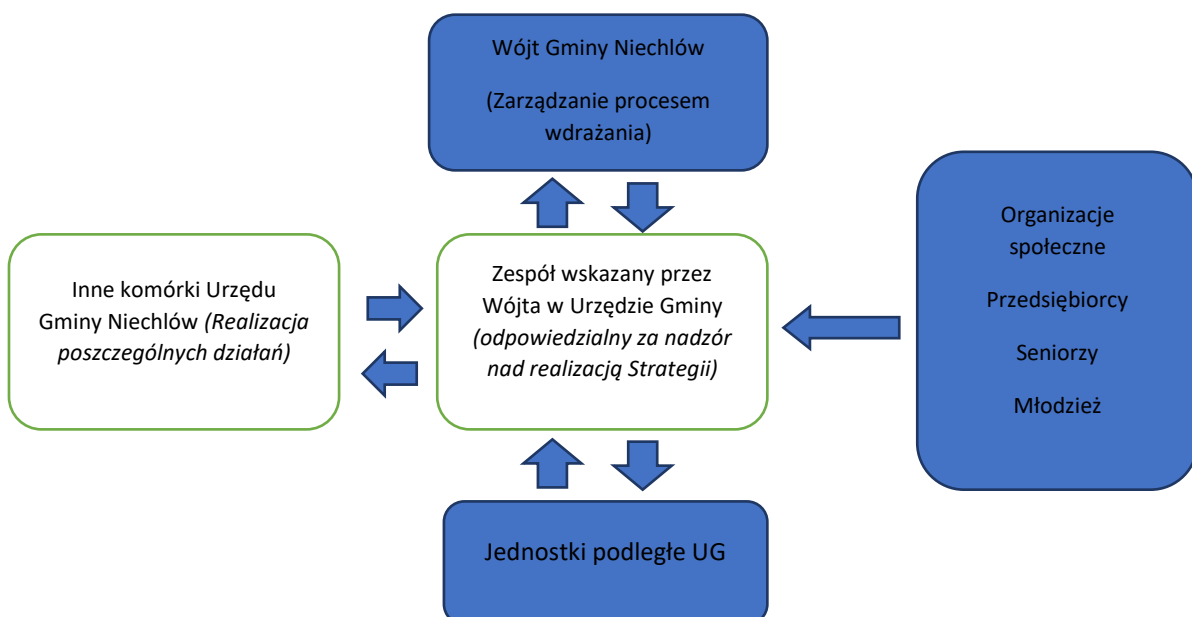 Wójt Gminy Niechlów
(Zarządzanie procesem
wdrażania)
Organizacje
społeczne
Przedsiębiorcy
Seniorzy
Młodzież
Inne komórki Urzędu
Gminy Niechlów (Realizacja
poszczególnych działań)
Zespół wskazany przez
Wójta w Urzędzie Gminy
(odpowiedzialny za nadzór
nad realizacją Strategii)
Jednostki podległe UG